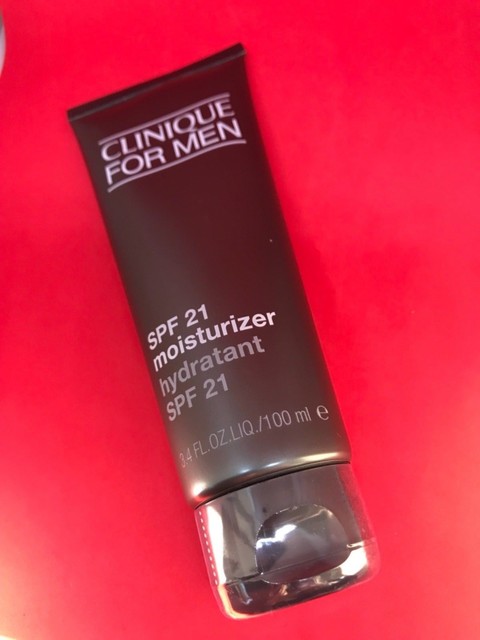 CLINIQUE
FOR MEN
SPF 21
moisturizer
hydratant
SPF 21
3.4 FL.OZ.LIQ./100 ml ℮